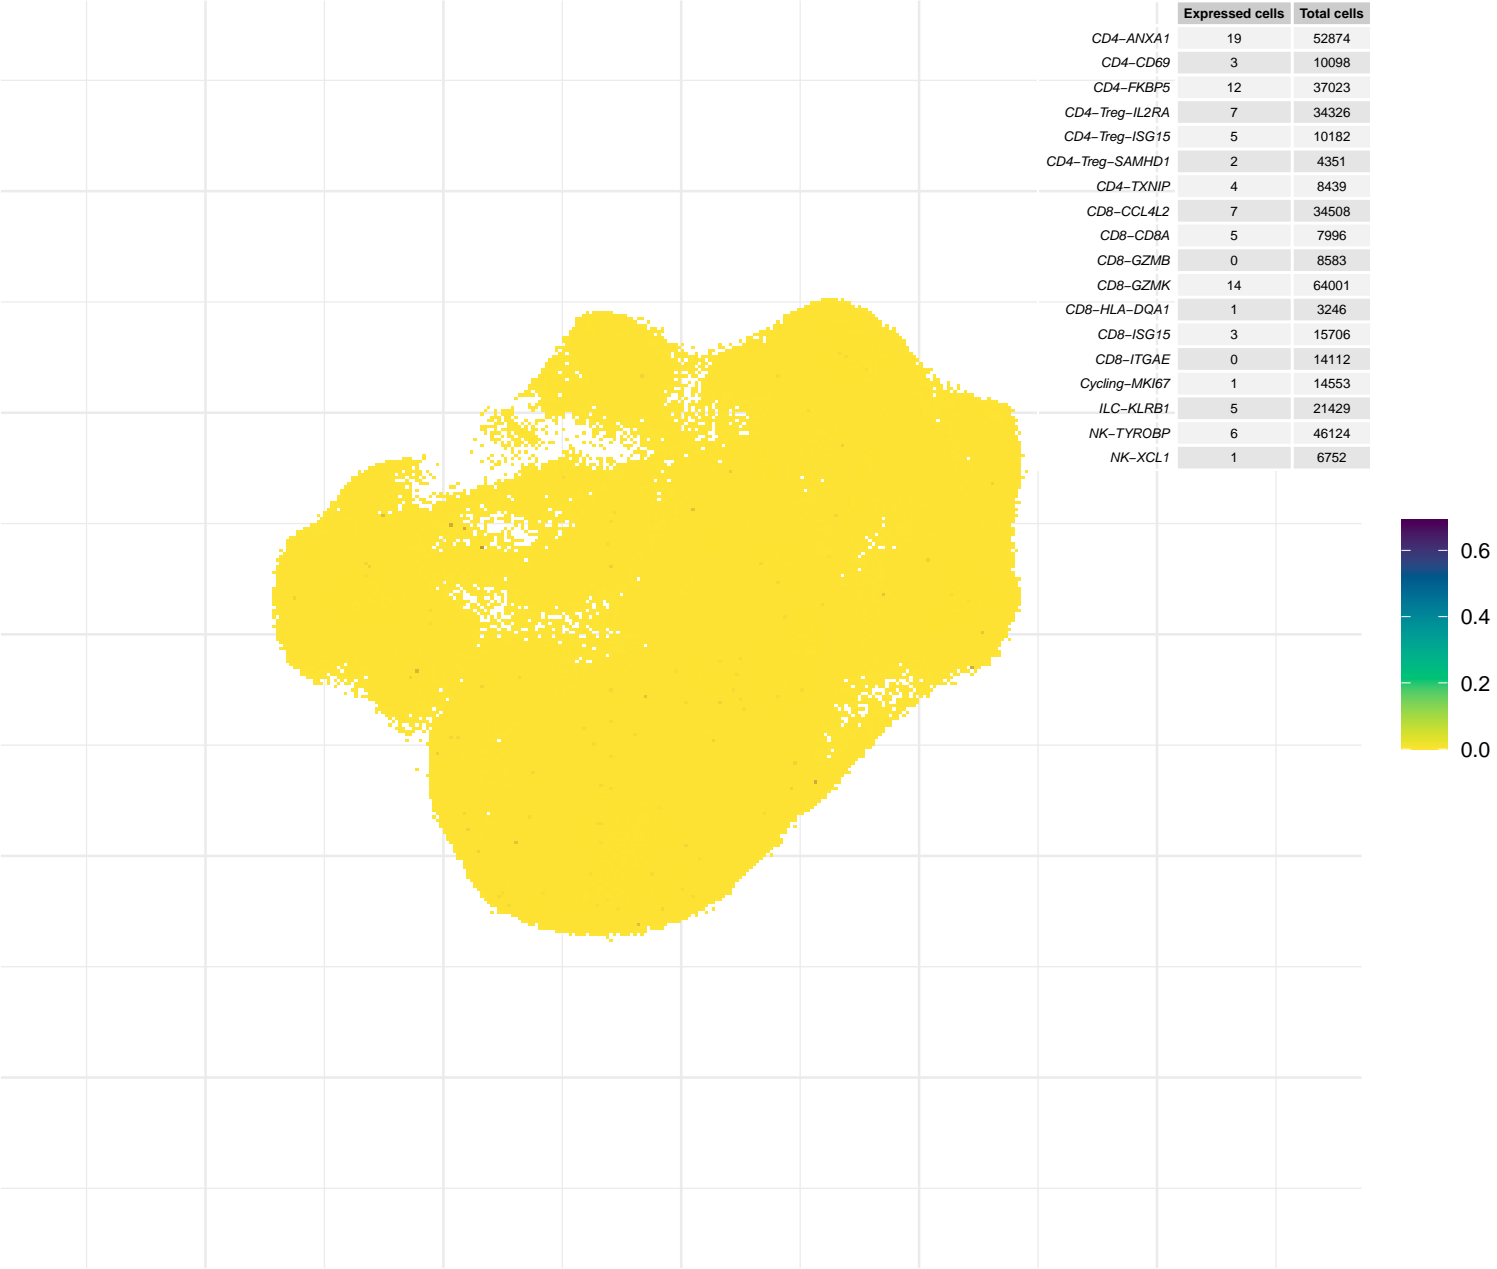 Expressed cells Total cells
CD4−ANXA1 19 52874
CD4−CD69 3 10098
CD4−FKBP5 12 37023
CD4−Treg−IL2RA 7 34326
CD4−Treg−ISG15 5 10182
CD4−Treg−SAMHD1 2 4351
CD4−TXNIP 4 8439
CD8−CCL4L2 7 34508
CD8−CD8A 5 7996
CD8−GZMB 0 8583
CD8−GZMK 14 64001
CD8−HLA−DQA1 1 3246
CD8−ISG15 3 15706
CD8−ITGAE 0 14112
Cycling−MKI67 1 14553
ILC−KLRB1 5 21429
NK−TYROBP 6 46124
NK−XCL1 1 6752
0.6
0.4
0.2
0.0